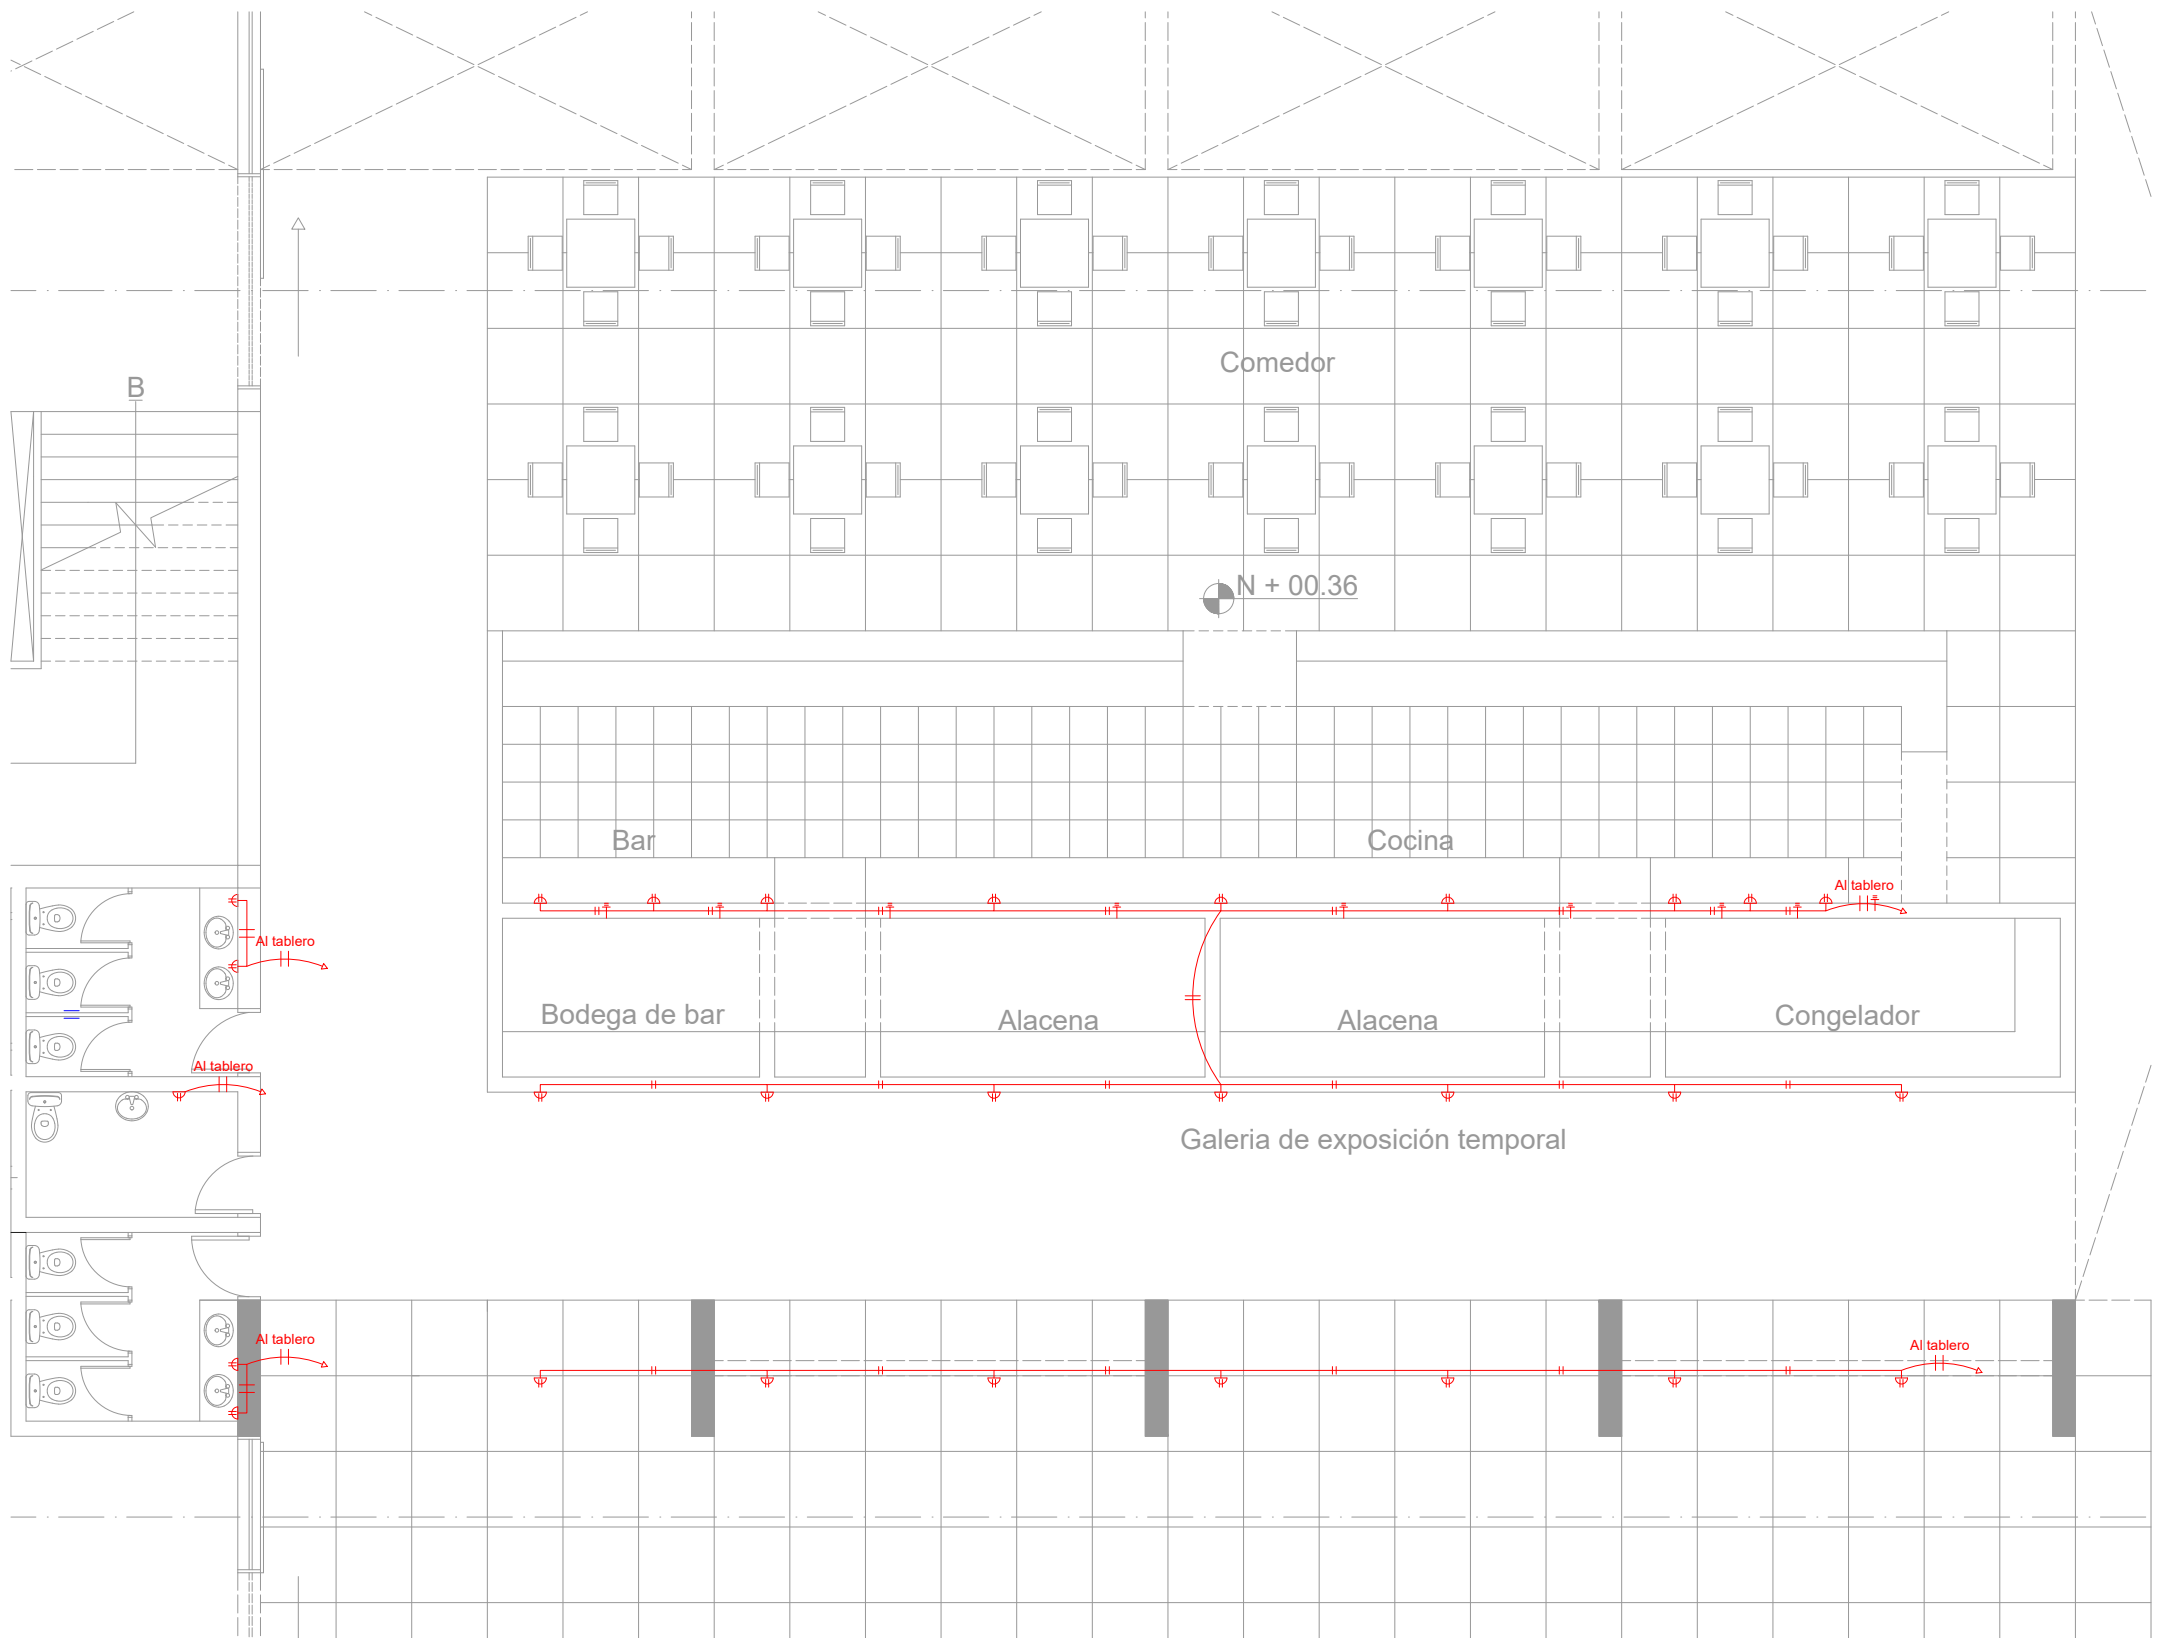 Comedor
B
N + 00.36
Bar
Cocina
Al tablero
Al tablero
Bodega de bar
Alacena
Alacena
Congelador
Al tablero
Galeria de exposición temporal
Al tablero
Al tablero